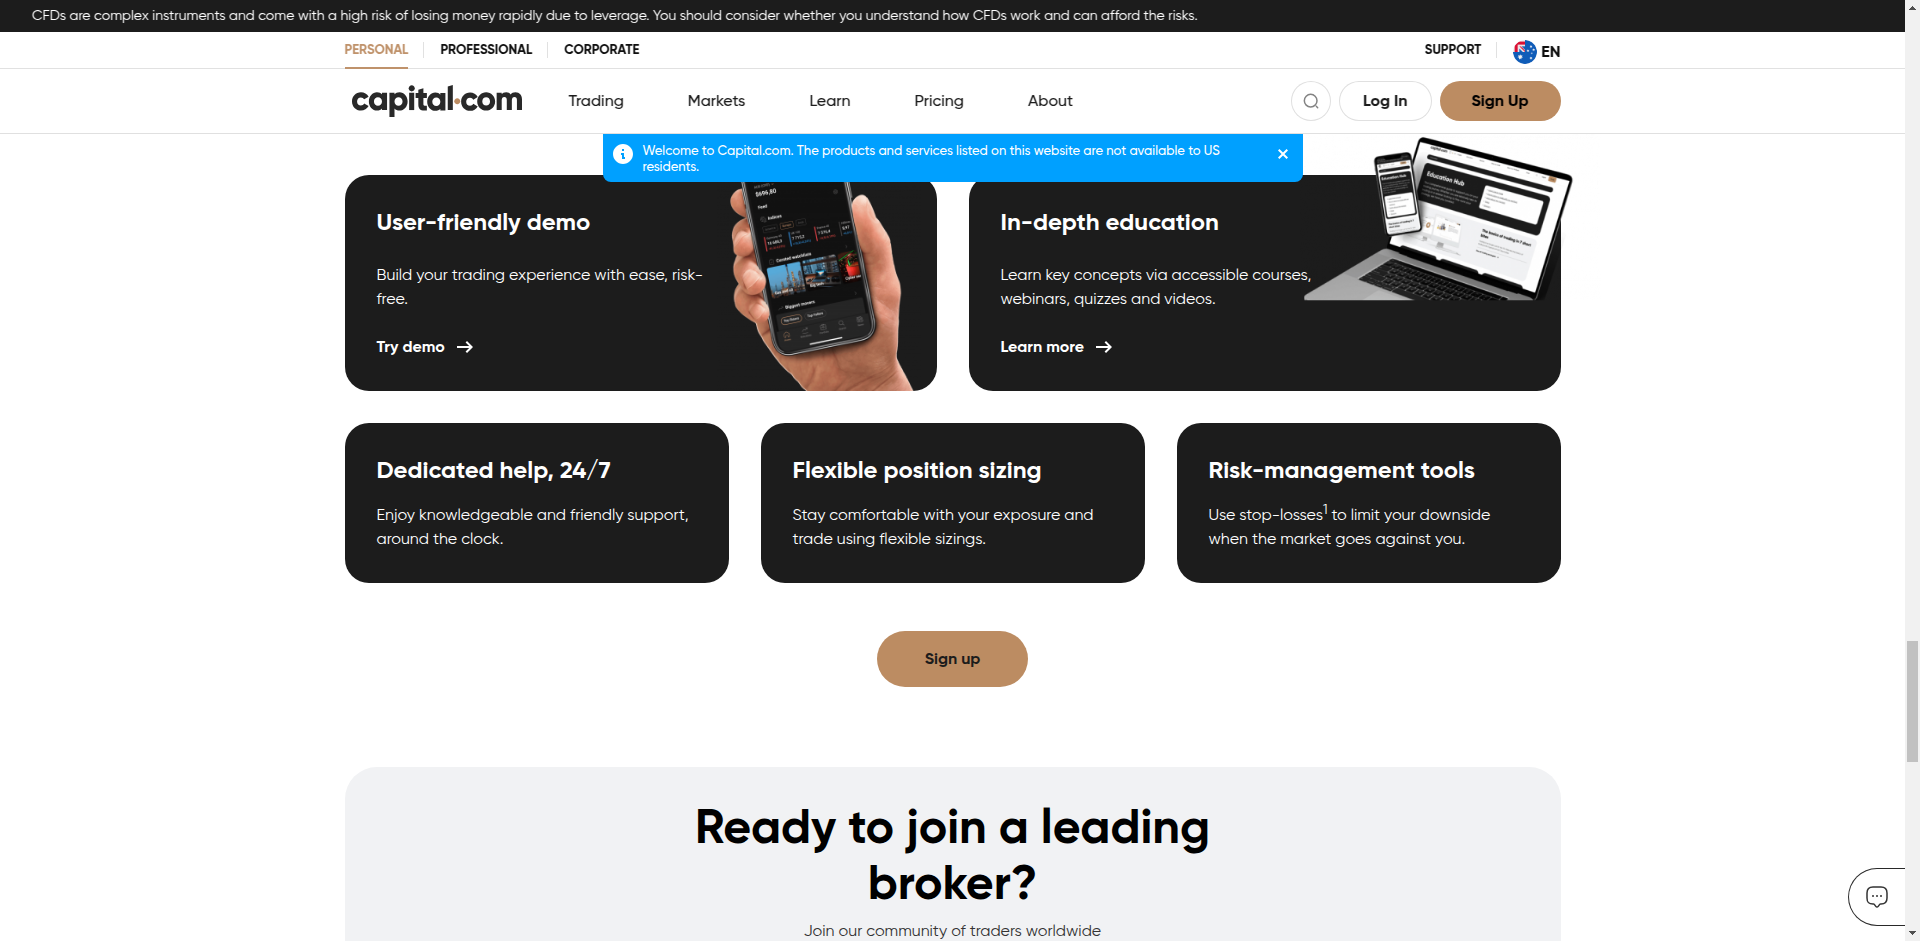 CFDs are complex instruments and come with a high risk of losing money rapidly due to leverage. You should consider whether you understand how CFDs work and can afford the risks.
PERSONAL
PROFESSIONAL
CORPORATE
SUPPORT
EN
capital.com
Trading
Markets
Learn
Pricing
About
Log In
Sign Up
Welcome to Capital.com. The products and services listed on this website are not available to US
residents.
User-friendly demo
Build your trading experience with ease, risk-
free.
Try demo
In-depth education
Learn key concepts via accessible courses,
webinars, quizzes and videos.
Learn more
Education Hub
Dedicated help, 24/7
Enjoy knowledgeable and friendly support,
around the clock.
Flexible position sizing
Stay comfortable with your exposure and
trade using flexible sizings.
Risk-management tools
Use stop-losses1 to limit your downside
when the market goes against you.
Sign up
Ready to join a leading
broker?
Join our community of traders worldwide